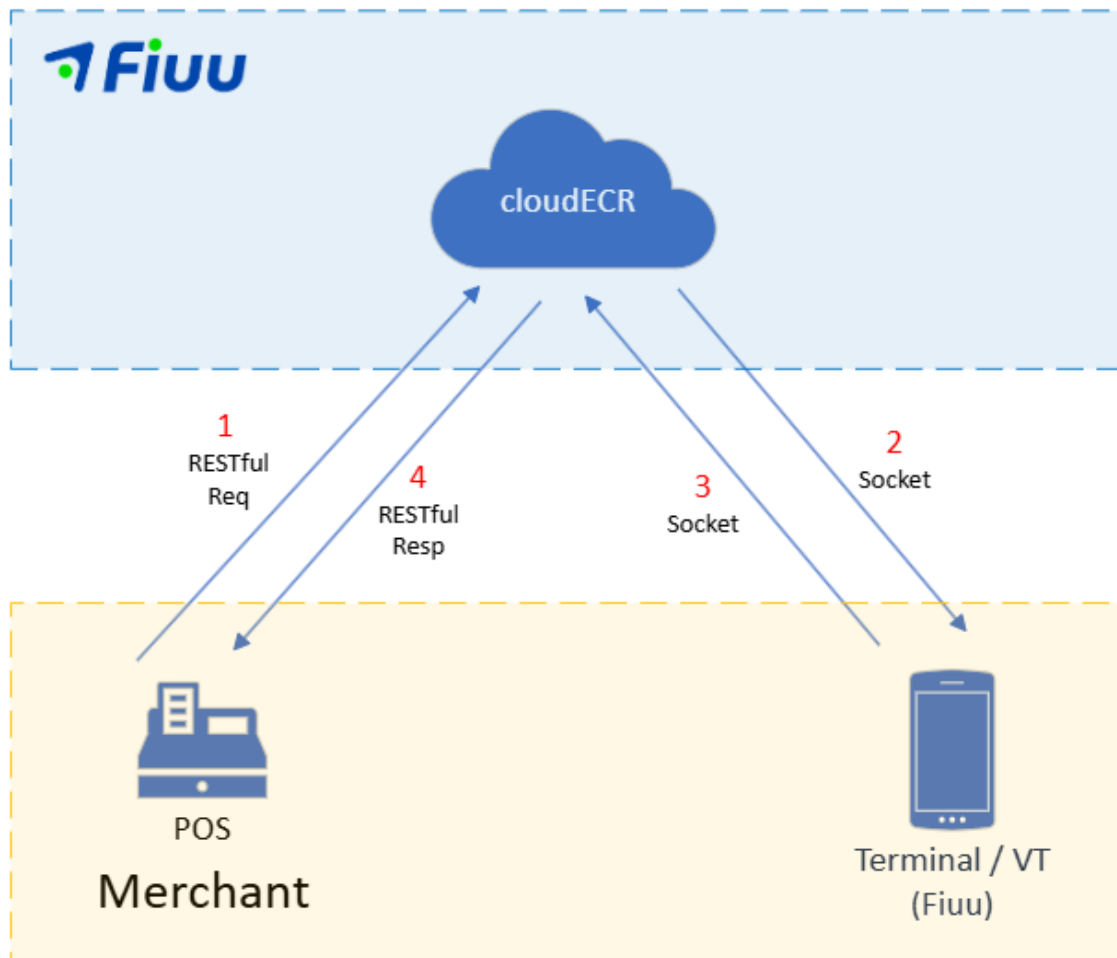 Fiuu
cloudECR
1
RESTful
Req
4
RESTful
Resp
3
Socket
2
Socket
POS
Merchant
Terminal / VT
(Fiuu)